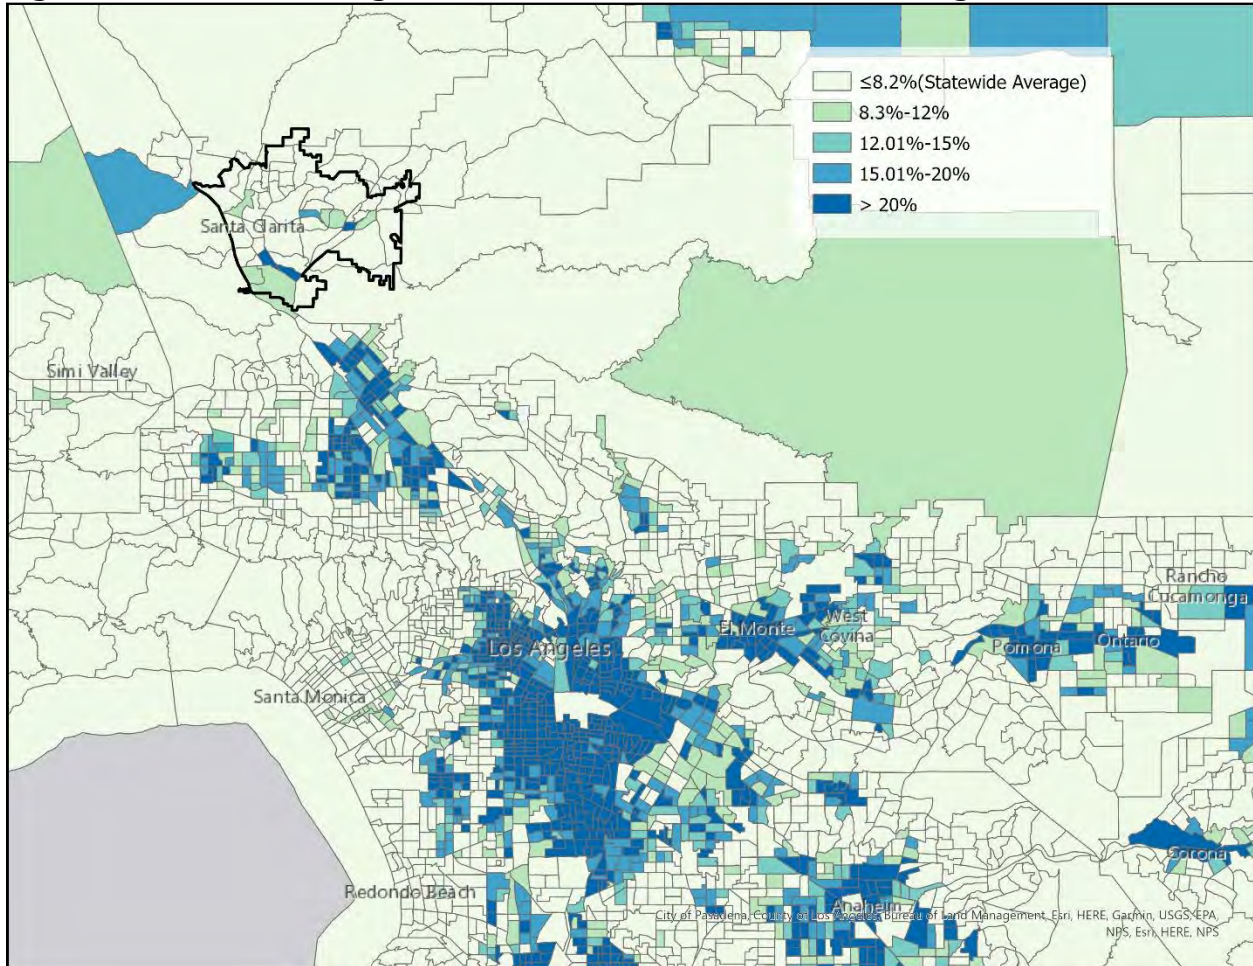 ≤8.2%(Statewide Average)
8.3%-12%
12.01%-15%
15.01%-20%
> 20%
Santa Clarita
Simi Valley
Rancho
Cucamonga
El Monte
West
Covina
Pomona
Ontario
Los Angeles
Santa Monica
Corona
Redondo Beach
Anaheim
City of Pasadena, County of Los Angeles, Bureau of Land Management, Esri, HERE, Garmin, USGS, EPA,
NPS, Esri, HERE, NPS